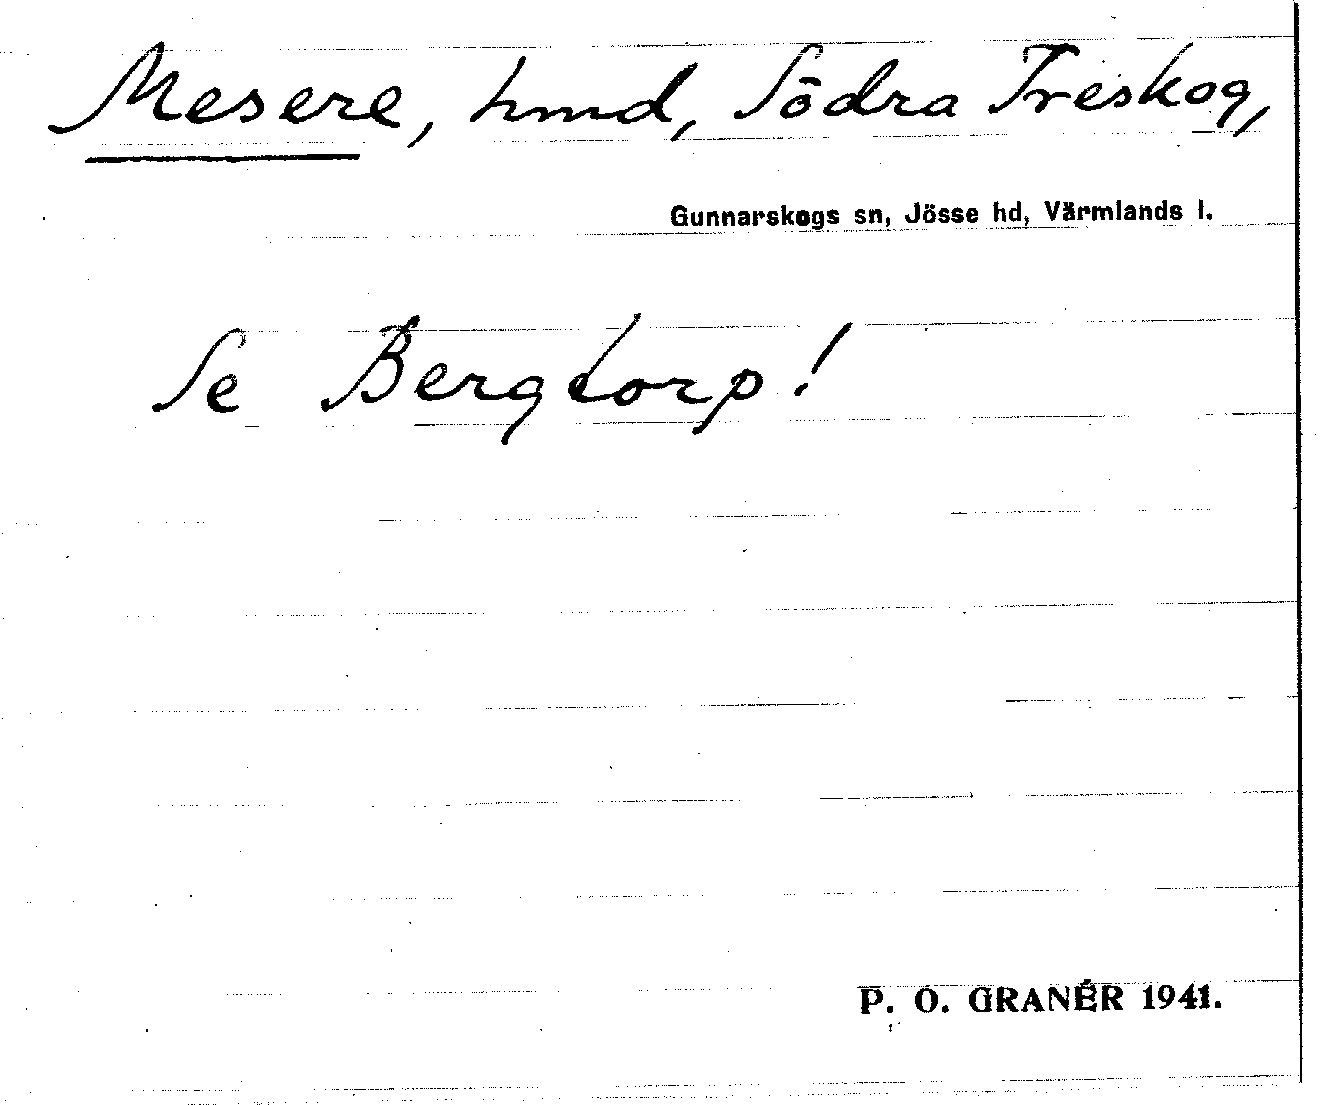 Mesere, hmd, Södra Treskog,
Gunnarskogs sn, Jösse hd, Värmlands l.
Se Bergtorp!
P. O. GRANÉR 1941.